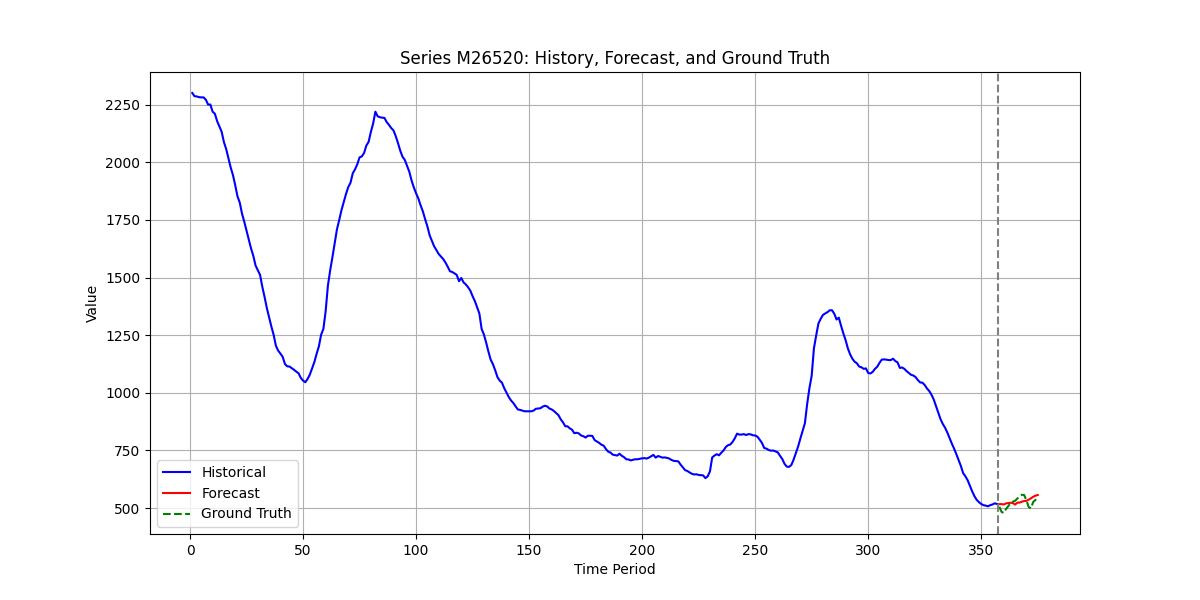 Series M26520: History, Forecast, and Ground Truth
2250
2000
1750
1500
1250
1000
750
500
Value
Historical
Forecast
Ground Truth
0 50 100 150 200 250 300 350
Time Period